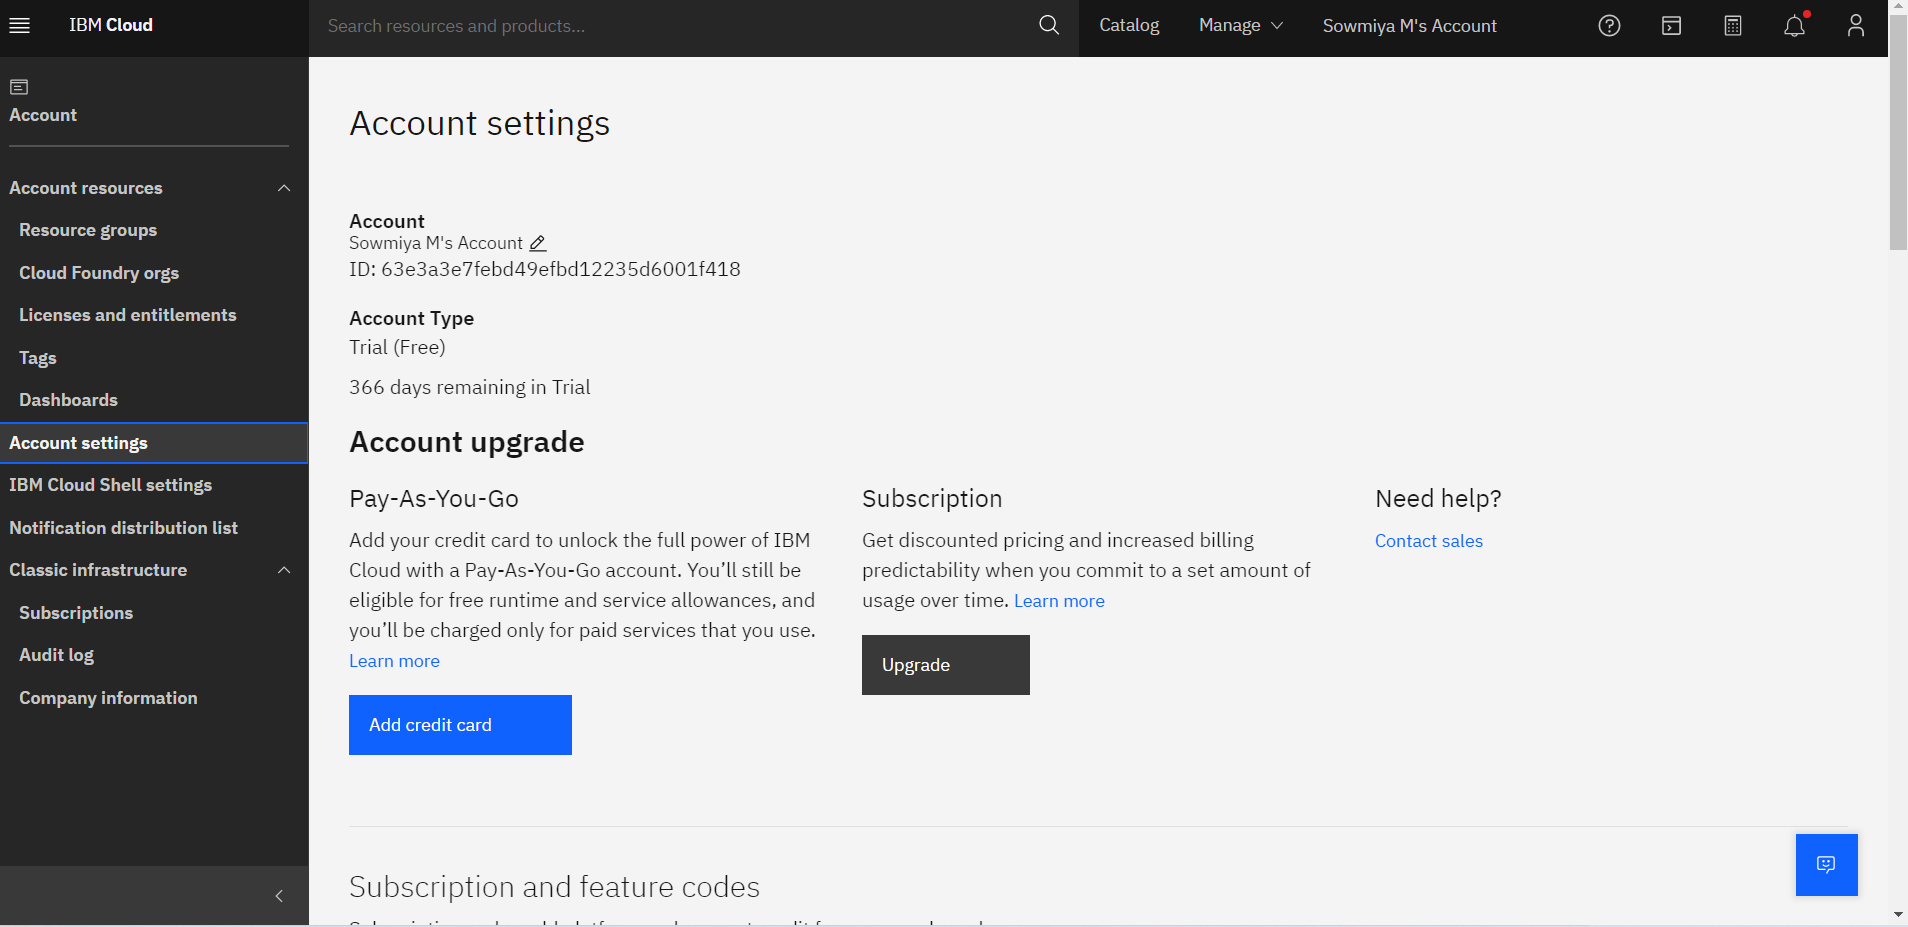 IBM Cloud
Search resources and products...
Catalog
Manage
Sowmiya M's Account
Account
Account resources
Resource groups
Cloud Foundry orgs
Licenses and entitlements
Tags
Dashboards
Account settings
IBM Cloud Shell settings
Notification distribution list
Classic infrastructure
Subscriptions
Audit log
Company information
Account settings
Account
Sowmiya M's Account
ID: 63e3a3e7febd49efbd12235d6001f418
Account Type
Trial (Free)
366 days remaining in Trial
Account upgrade
Pay-As-You-Go
Add your credit card to unlock the full power of IBM
Cloud with a Pay-As-You-Go account. You’ll still be
eligible for free runtime and service allowances, and
you’ll be charged only for paid services that you use.
Learn more
Add credit card
Subscription
Get discounted pricing and increased billing
predictability when you commit to a set amount of
usage over time. Learn more
Upgrade
Need help?
Contact sales
Subscription and feature codes